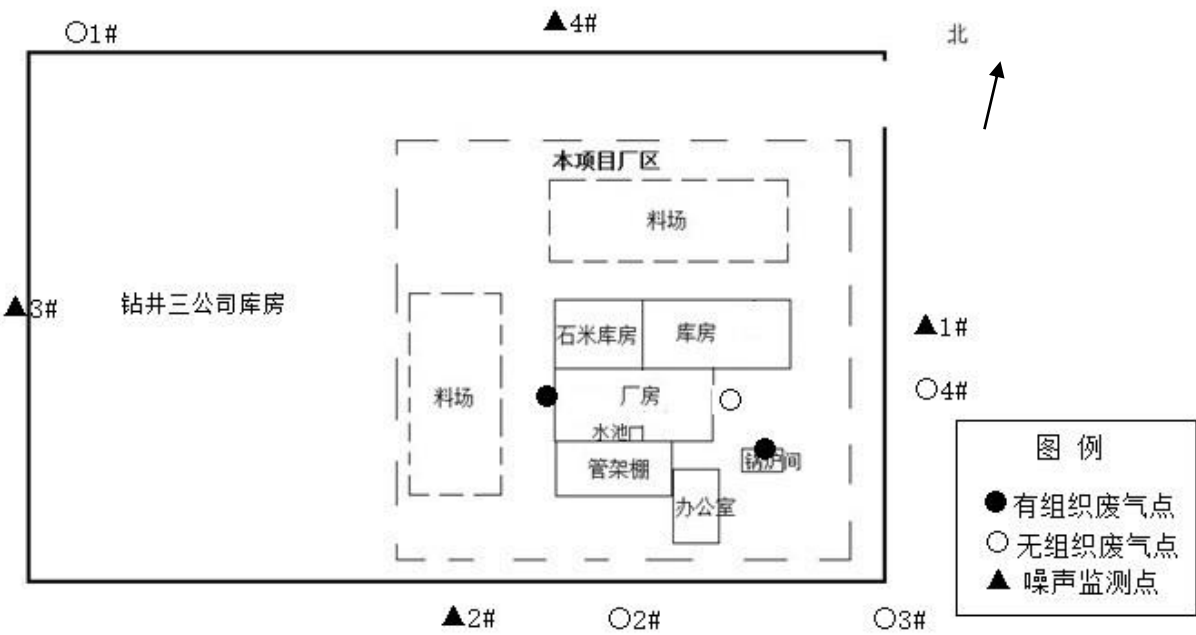 ○1#
▲4#
北
本项目厂区
料场
▲3#
钻井三公司库房
石米库房
库房
▲1#
料场
厂房
○4#
水池
管架棚
锅炉间
办公室
图 例
●有组织废气点
○无组织废气点
▲ 噪声监测点
▲2#
○2#
○3#